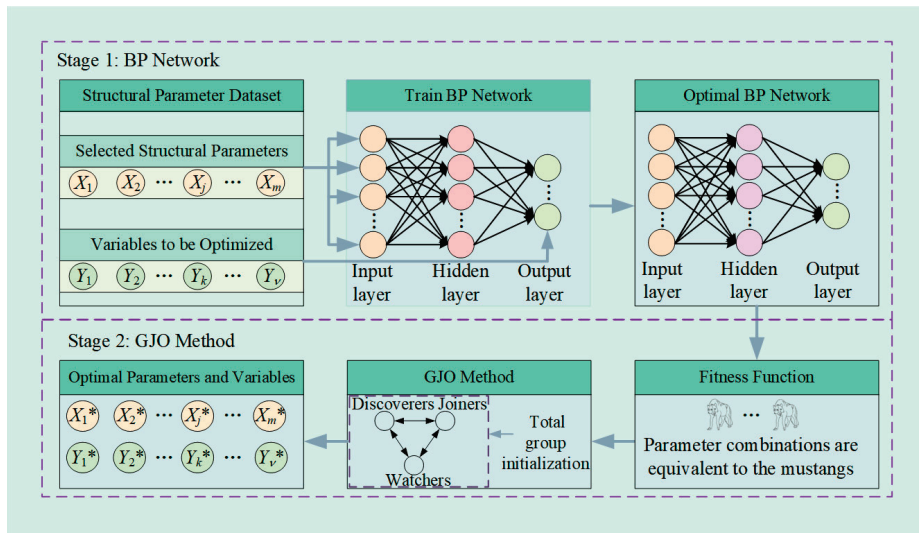 Stage 1: BP Network
Structural Parameter Dataset
Selected Structural Parameters
X1 X2 ... Xj ... Xm
Variables to be Optimized
Y1 Y2 ... Yk ... Yv
Train BP Network
Input layer
Hidden layer
Output layer
Optimal BP Network
Input layer
Hidden layer
Output layer
Stage 2: GJO Method
Optimal Parameters and Variables
X1* X2* ... Xj* ... Xm*
Y1* Y2* ... Yk* ... Yv*
GJO Method
Discoverers Joiners
Watchers
Total
group
initialization
Fitness Function
...
Parameter combinations are
equivalent to the mustangs